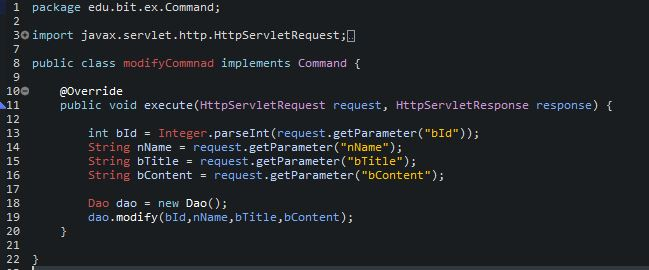 1 package edu.bit.ex.Command;
2
3 import javax.servlet.http.HttpServletRequest;
7
8 public class modifyCommnad implements Command {
9
10 @Override
11 public void execute(HttpServletRequest request, HttpServletResponse response) {
12
13 int bId = Integer.parseInt(request.getParameter("bId"));
14 String nName = request.getParameter("nName");
15 String bTitle = request.getParameter("bTitle");
16 String bContent = request.getParameter("bContent");
17
18 Dao dao = new Dao();
19 dao.modify(bId,nName,bTitle,bContent);
20 }
21
22 }
23